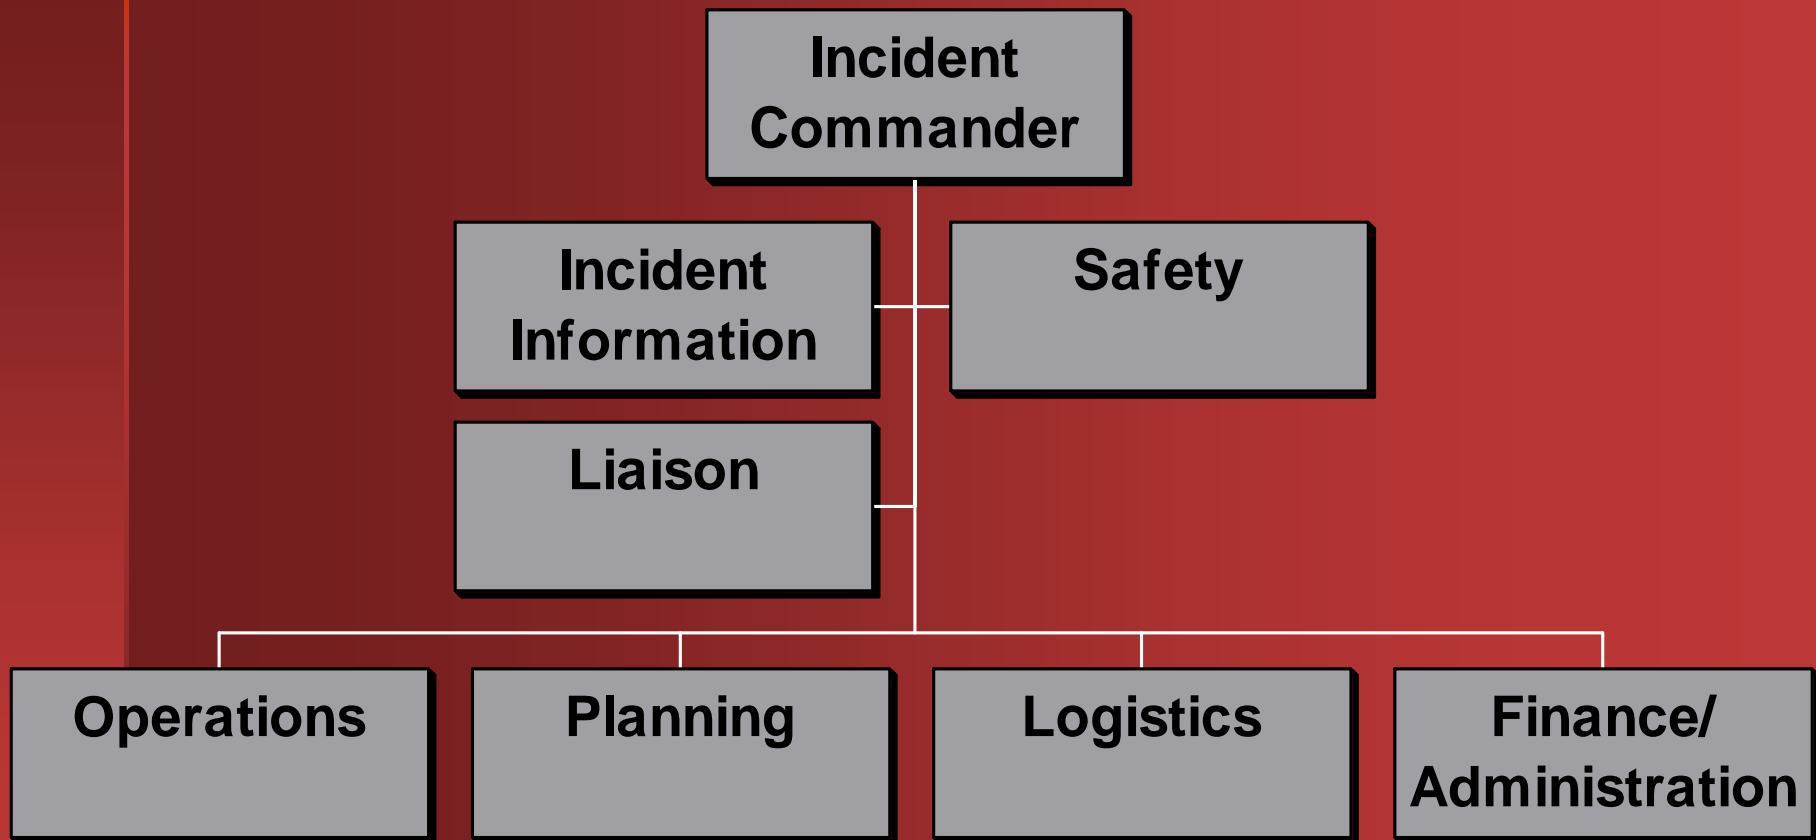 Incident
Commander
Incident
Information
Safety
Liaison
Operations
Planning
Logistics
Finance/
Administration